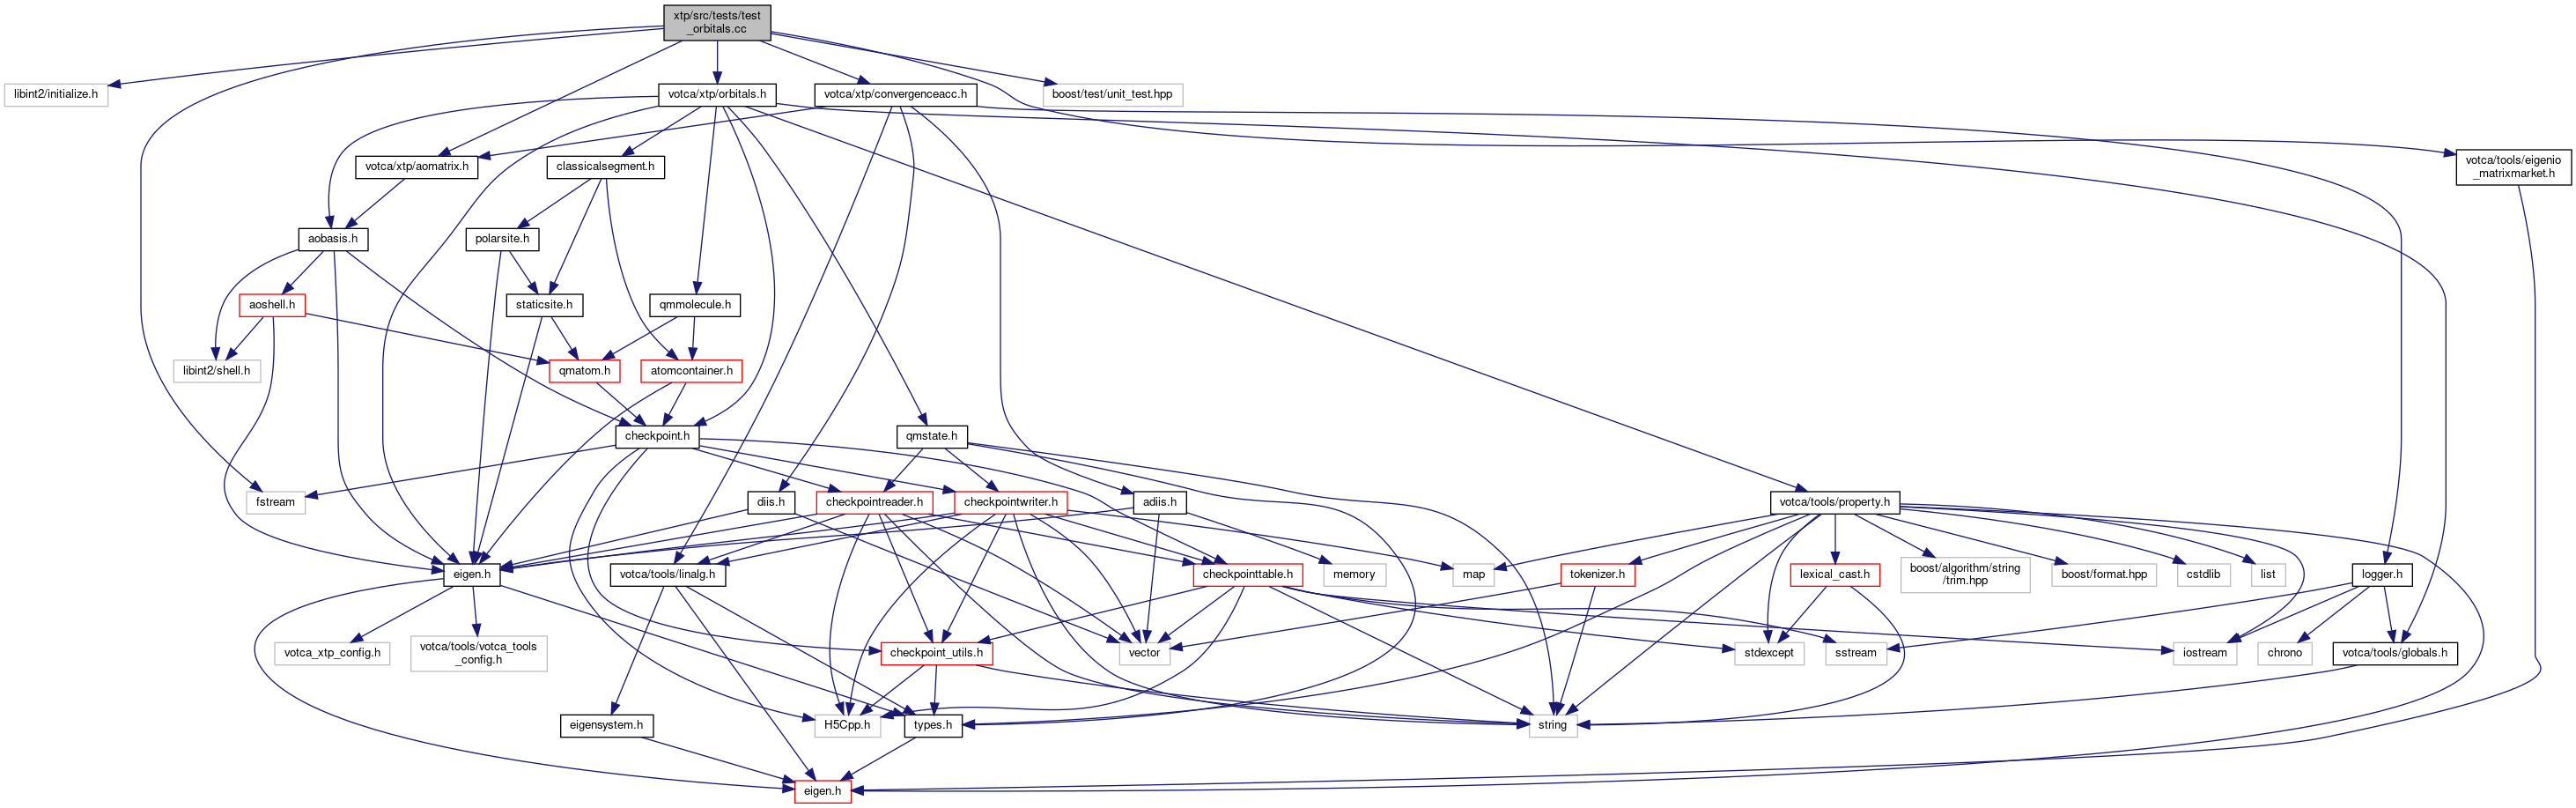 xtp/src/tests/test
_orbitals.cc
libint2/initialize.h
votca/xtp/orbitals.h
votca/xtp/convergenceacc.h
boost/test/unit_test.hpp
votca/xtp/aomatrix.h
classicalsegment.h
votca/tools/eigenio
_matrixmarket.h
aobasis.h
polarsite.h
aoshell.h
staticsite.h
qmmolecule.h
libint2/shell.h
qmatom.h
atomcontainer.h
checkpoint.h
qmstate.h
fstream
diis.h
checkpointreader.h
checkpointwriter.h
adiis.h
votca/tools/property.h
eigen.h
votca/tools/linalg.h
checkpointtable.h
memory
map
tokenizer.h
lexical_cast.h
boost/algorithm/string
/trim.hpp
boost/format.hpp
cstdlib
list
logger.h
votca_xtp_config.h
votca/tools/votca_tools
_config.h
checkpoint_utils.h
vector
stdexcept
sstream
iostream
chrono
votca/tools/globals.h
eigensystem.h
H5Cpp.h
types.h
string
eigen.h